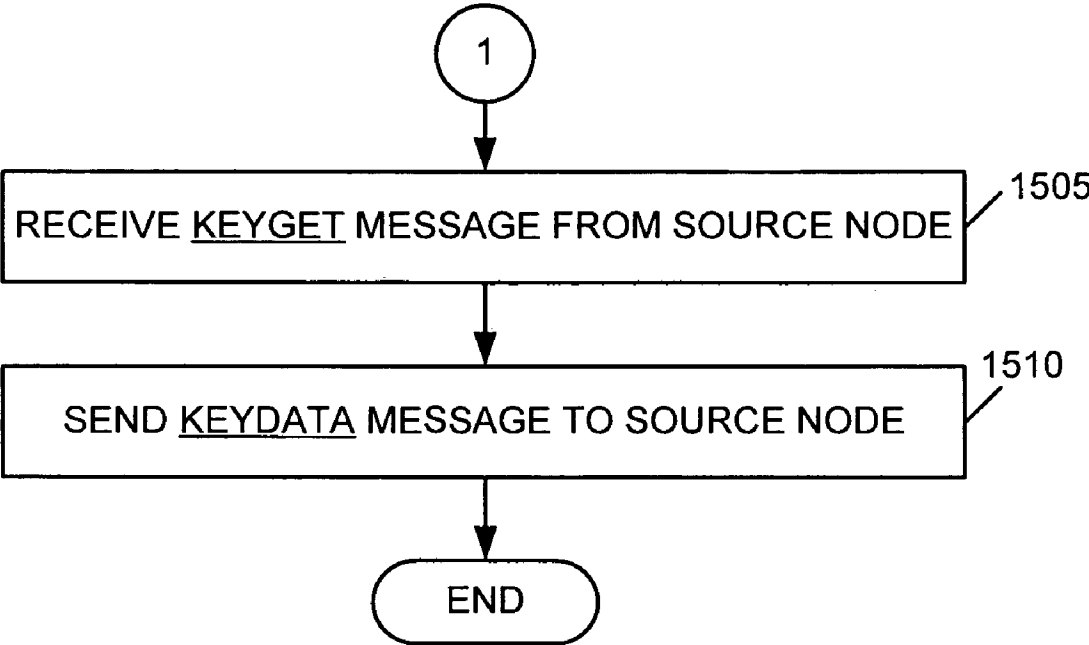 1
RECEIVE KEYGET MESSAGE FROM SOURCE NODE
1505
SEND KEYDATA MESSAGE TO SOURCE NODE
1510
END